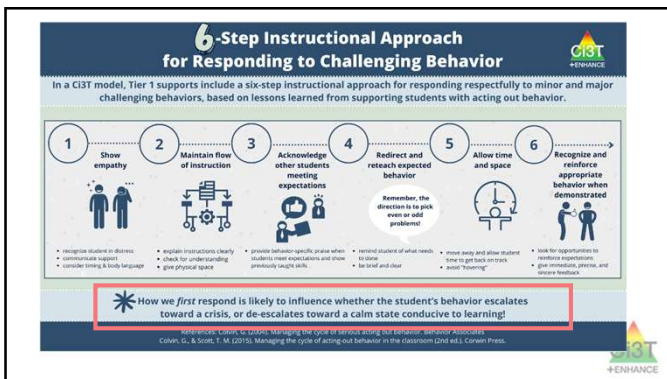 6-Step Instructional Approach
for Responding to Challenging Behavior
Ci3T
+ENHANCE
In a Ci3T model, Tier 1 supports include a six-step instructional approach for responding respectfully to minor and major
challenging behaviors, based on lessons learned from supporting students with acting out behavior.
1
Show
empathy
• recognize student in distress
• communicate support
• consider timing & body language
2
Maintain flow
of instruction
• explain instructions clearly
• check for understanding
• give physical space
3
Acknowledge
other students
meeting
expectations
• provide behavior-specific praise when
students meet expectations and show
previously taught skills.
4
Redirect and
reteach expected
behavior
Remember, the
direction is to pick
even or odd
problems!
• remind student of what needs
to done
• be brief and clear
5
Allow time
and space
• move away and allow student
time to get back on track
• avoid "hovering"
6
Recognize and
reinforce
appropriate
behavior when
demonstrated
• look for opportunities to
reinforce expectations
• give immediate, precise, and
sincere feedback
How we first respond is likely to influence whether the student's behavior escalates
toward a crisis, or de-escalates toward a calm state conducive to learning!
References: Colvin, G. (2004). Managing the cycle of serious acting out behavior. Behavior Associates
Colvin, G., & Scott, T. M. (2015). Managing the cycle of acting-out behavior in the classroom (2nd ed.). Corwin Press.
Ci3T
+ENHANCE